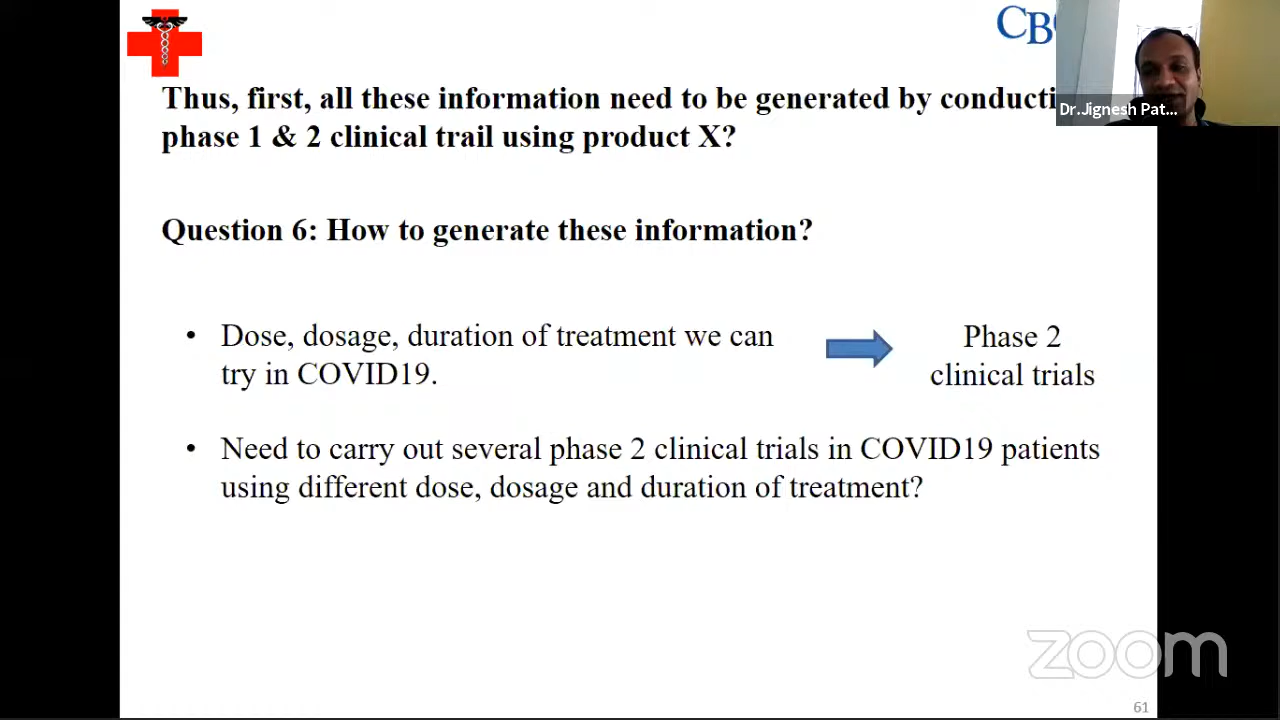 CB
Dr.Jignesh Pat...
Thus, first, all these information need to be generated by
phase 1 & 2 clinical trail using product X?
Question 6: How to generate these information?
• Dose, dosage, duration of treatment we can
try in COVID19.
Phase 2
clinical trials
• Need to carry out several phase 2 clinical trials in COVID19 patients
using different dose, dosage and duration of treatment?
zoom
61